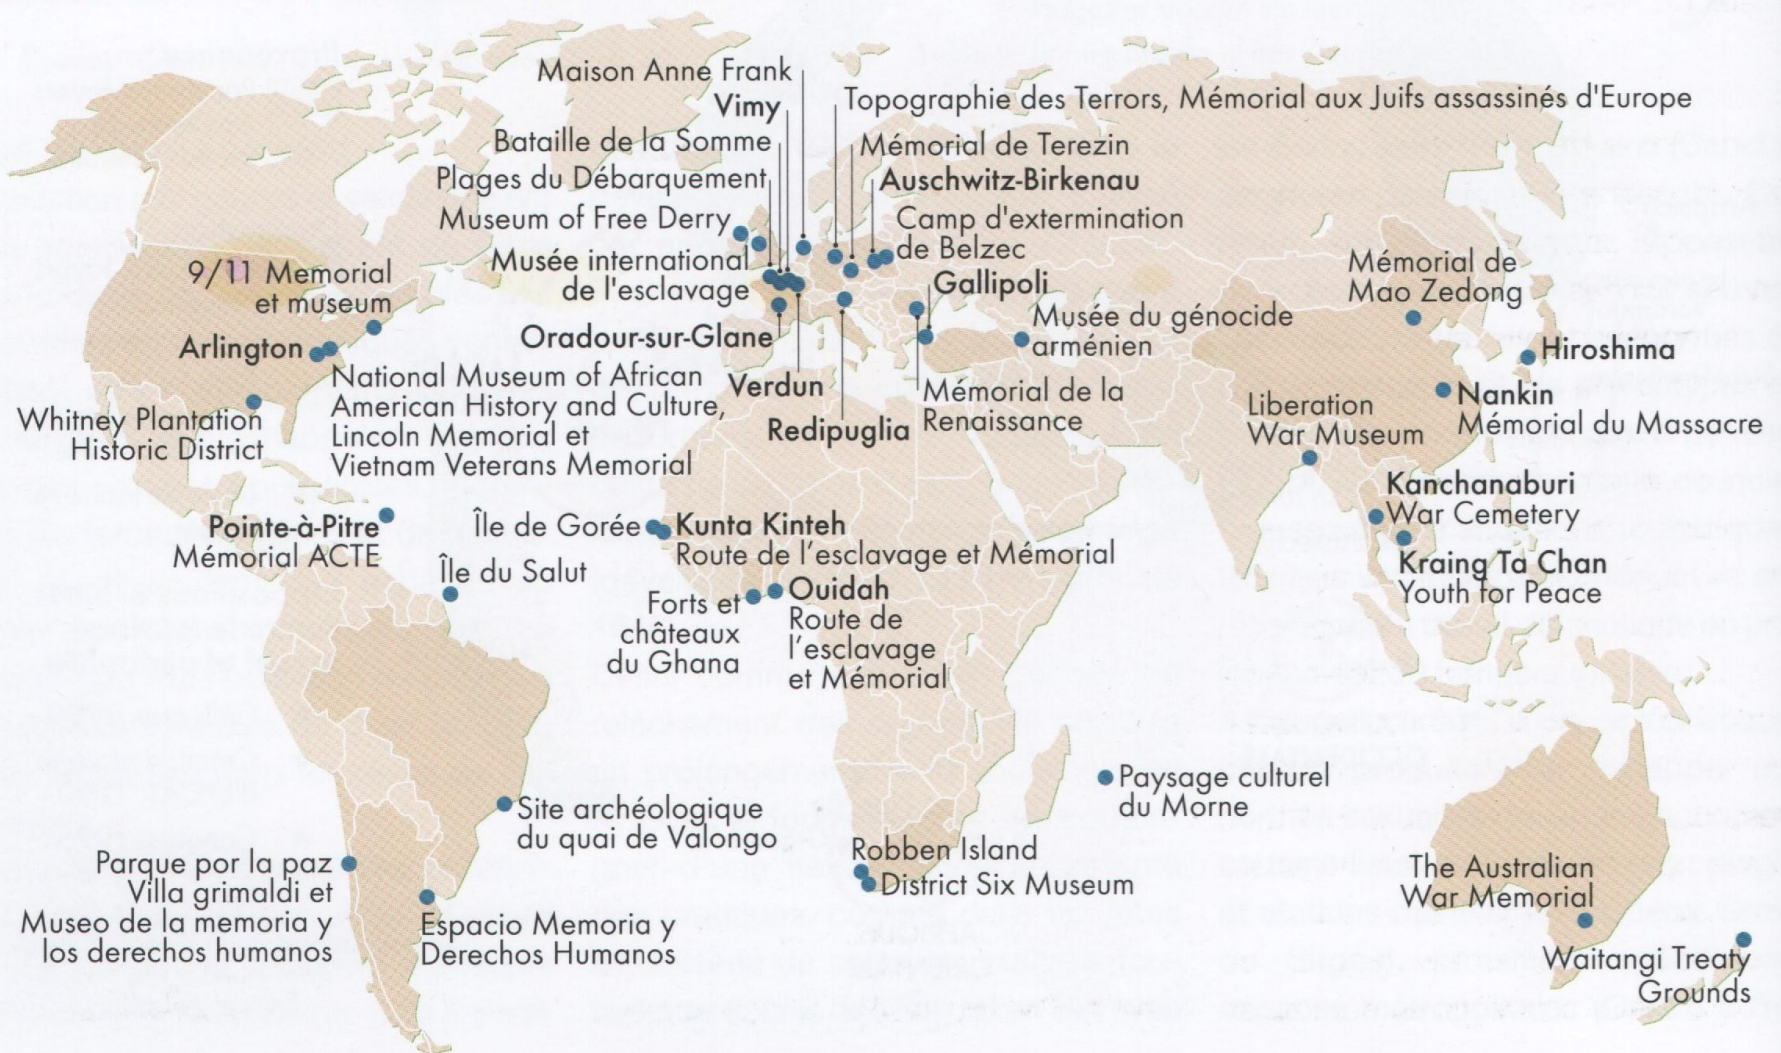 Maison Anne Frank
Vimy
Topographie des Terrors, Mémorial aux Juifs assassinés d'Europe
Bataille de la Somme
Mémorial de Terezin
Plages du Débarquement
Auschwitz-Birkenau
Museum of Free Derry
Camp d'extermination
de Belzec
Musée international
de l'esclavage
Gallipoli
9/11 Memorial
et museum
Mémorial de
Mao Zedong
Musée du génocide
arménien
Oradour-sur-Glane
Arlington
Hiroshima
National Museum of African
American History and Culture,
Lincoln Memorial et
Vietnam Veterans Memorial
Verdun
Mémorial de la
Renaissance
Redipuglia
Whitney Plantation
Historic District
Liberation
War Museum
Nankin
Mémorial du Massacre
Kanchanaburi
War Cemetery
Pointe-à-Pitre
Mémorial ACTE
Île de Gorée
Kunta Kinteh
Route de l'esclavage et Mémorial
Île du Salut
Kraing Ta Chan
Youth for Peace
Forts et
châteaux
du Ghana
Ouidah
Route de
l'esclavage
et Mémorial
Paysage culturel
du Morne
Site archéologique
du quai de Valongo
Parque por la paz
Villa grimaldi et
Museo de la memoria y
los derechos humanos
Espacio Memoria y
Derechos Humanos
Robben Island
District Six Museum
The Australian
War Memorial
Waitangi Treaty
Grounds